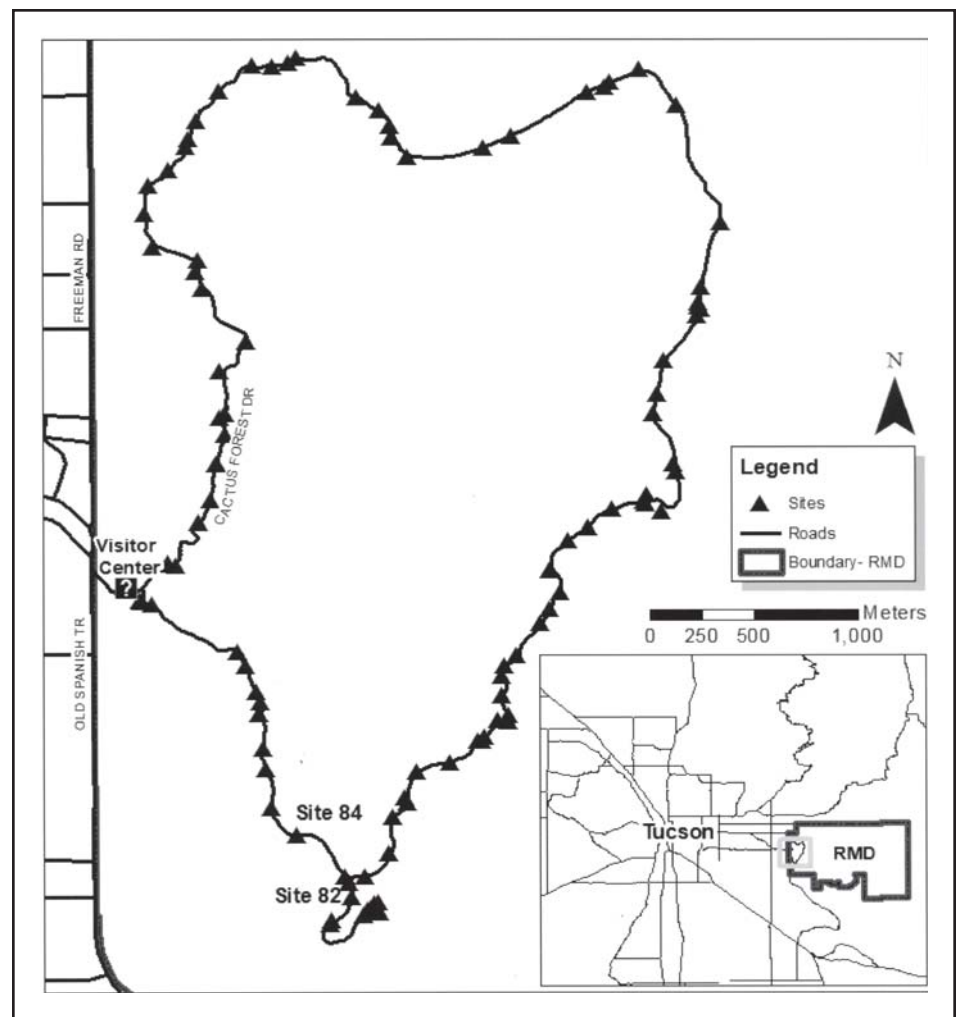 FREEMAN RD
CACTUS FOREST DR
N
Legend
Sites
Roads
Boundary- RMD
Visitor
Center
?
Meters
0 250 500 1,000
OLD SPANISH TR
Site 84
Site 82
Tucson
RMD